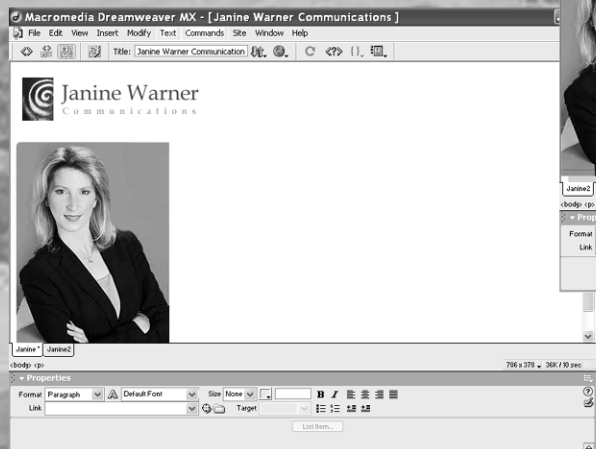 Macromedia Dreamweaver MX - [Janine Warner Communications ]
File Edit View Insert Modify Text Commands Site Window Help
Title: Janine Warner Communication
Janine Warner
Communications
Janine2
<body> <p>
Prop
Format
Link
Janine* Janine2
<body> <p>
786 x 378 36K / 10 sec
Properties
Format Paragraph Default Font Size None B I
Link Target
List Item...